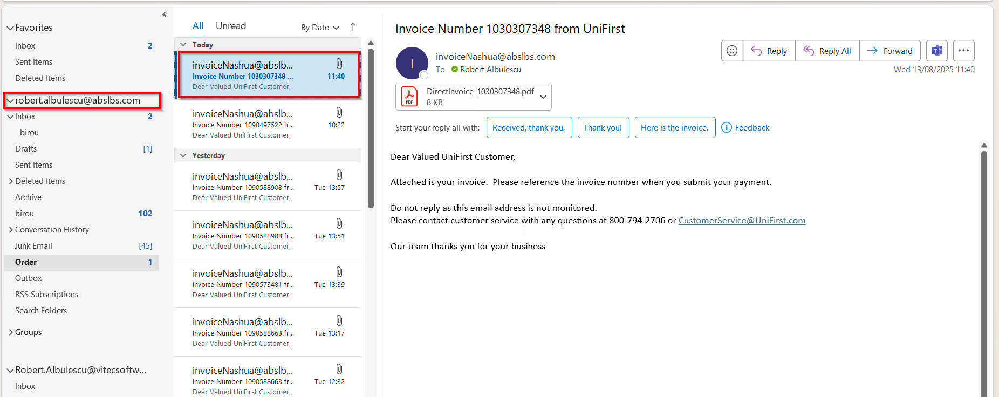 Favorites
Inbox 2
Sent Items
Deleted Items
robert.albulescu@abslbs.com
Inbox 2
birou
Drafts [1]
Sent Items
Deleted Items
Archive
birou 102
Conversation History
Junk Email [45]
Order 1
Outbox
RSS Subscriptions
Search Folders
Groups
Robert.Albulescu@vitecsoftw...
Inbox
All Unread By Date
Today
invoiceNashua@abslb...
Invoice Number 1030307348 ... 11:40
Dear Valued UniFirst Customer,
invoiceNashua@abslb...
Invoice Number 1090497522 fr... 10:22
Dear Valued UniFirst Customer,
Yesterday
invoiceNashua@abslb...
Invoice Number 1090588908 fr... Tue 13:57
Dear Valued UniFirst Customer,
invoiceNashua@abslb...
Invoice Number 1090588908 fr... Tue 13:51
Dear Valued UniFirst Customer,
invoiceNashua@abslb...
Invoice Number 1090573481 fr... Tue 13:39
Dear Valued UniFirst Customer,
invoiceNashua@abslb...
Invoice Number 1090588663 fr... Tue 13:17
Dear Valued UniFirst Customer,
invoiceNashua@abslb...
Invoice Number 1090588663 fr... Tue 12:32
Dear Valued UniFirst Customer,
Invoice Number 1030307348 from UniFirst
I
invoiceNashua@abslbs.com
To Robert Albulescu
Reply Reply All Forward
Wed 13/08/2025 11:40
PDF
DirectInvoice_1030307348.pdf
8 KB
Start your reply all with: Received, thank you. Thank you! Here is the invoice. Feedback
Dear Valued UniFirst Customer,
Attached is your invoice.  Please reference the invoice number when you submit your payment.
Do not reply as this email address is not monitored.
Please contact customer service with any questions at 800-794-2706 or CustomerService@UniFirst.com
Our team thanks you for your business